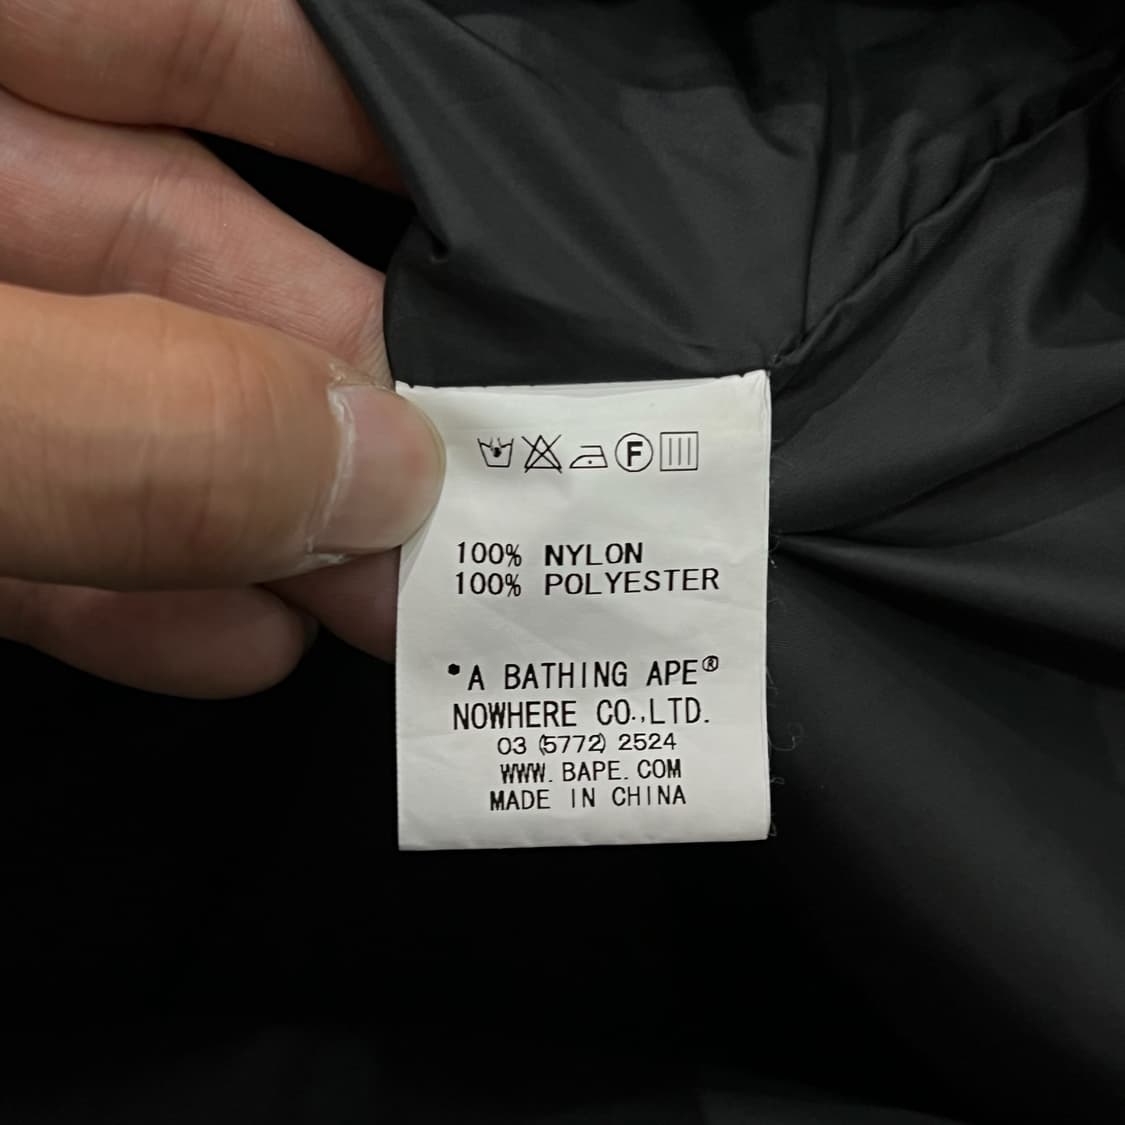 F
100% NYLON
100% POLYESTER
*A BATHING APE®
NOWHERE CO.,LTD.
03 (5772) 2524
WWW. BAPE. COM
MADE IN CHINA